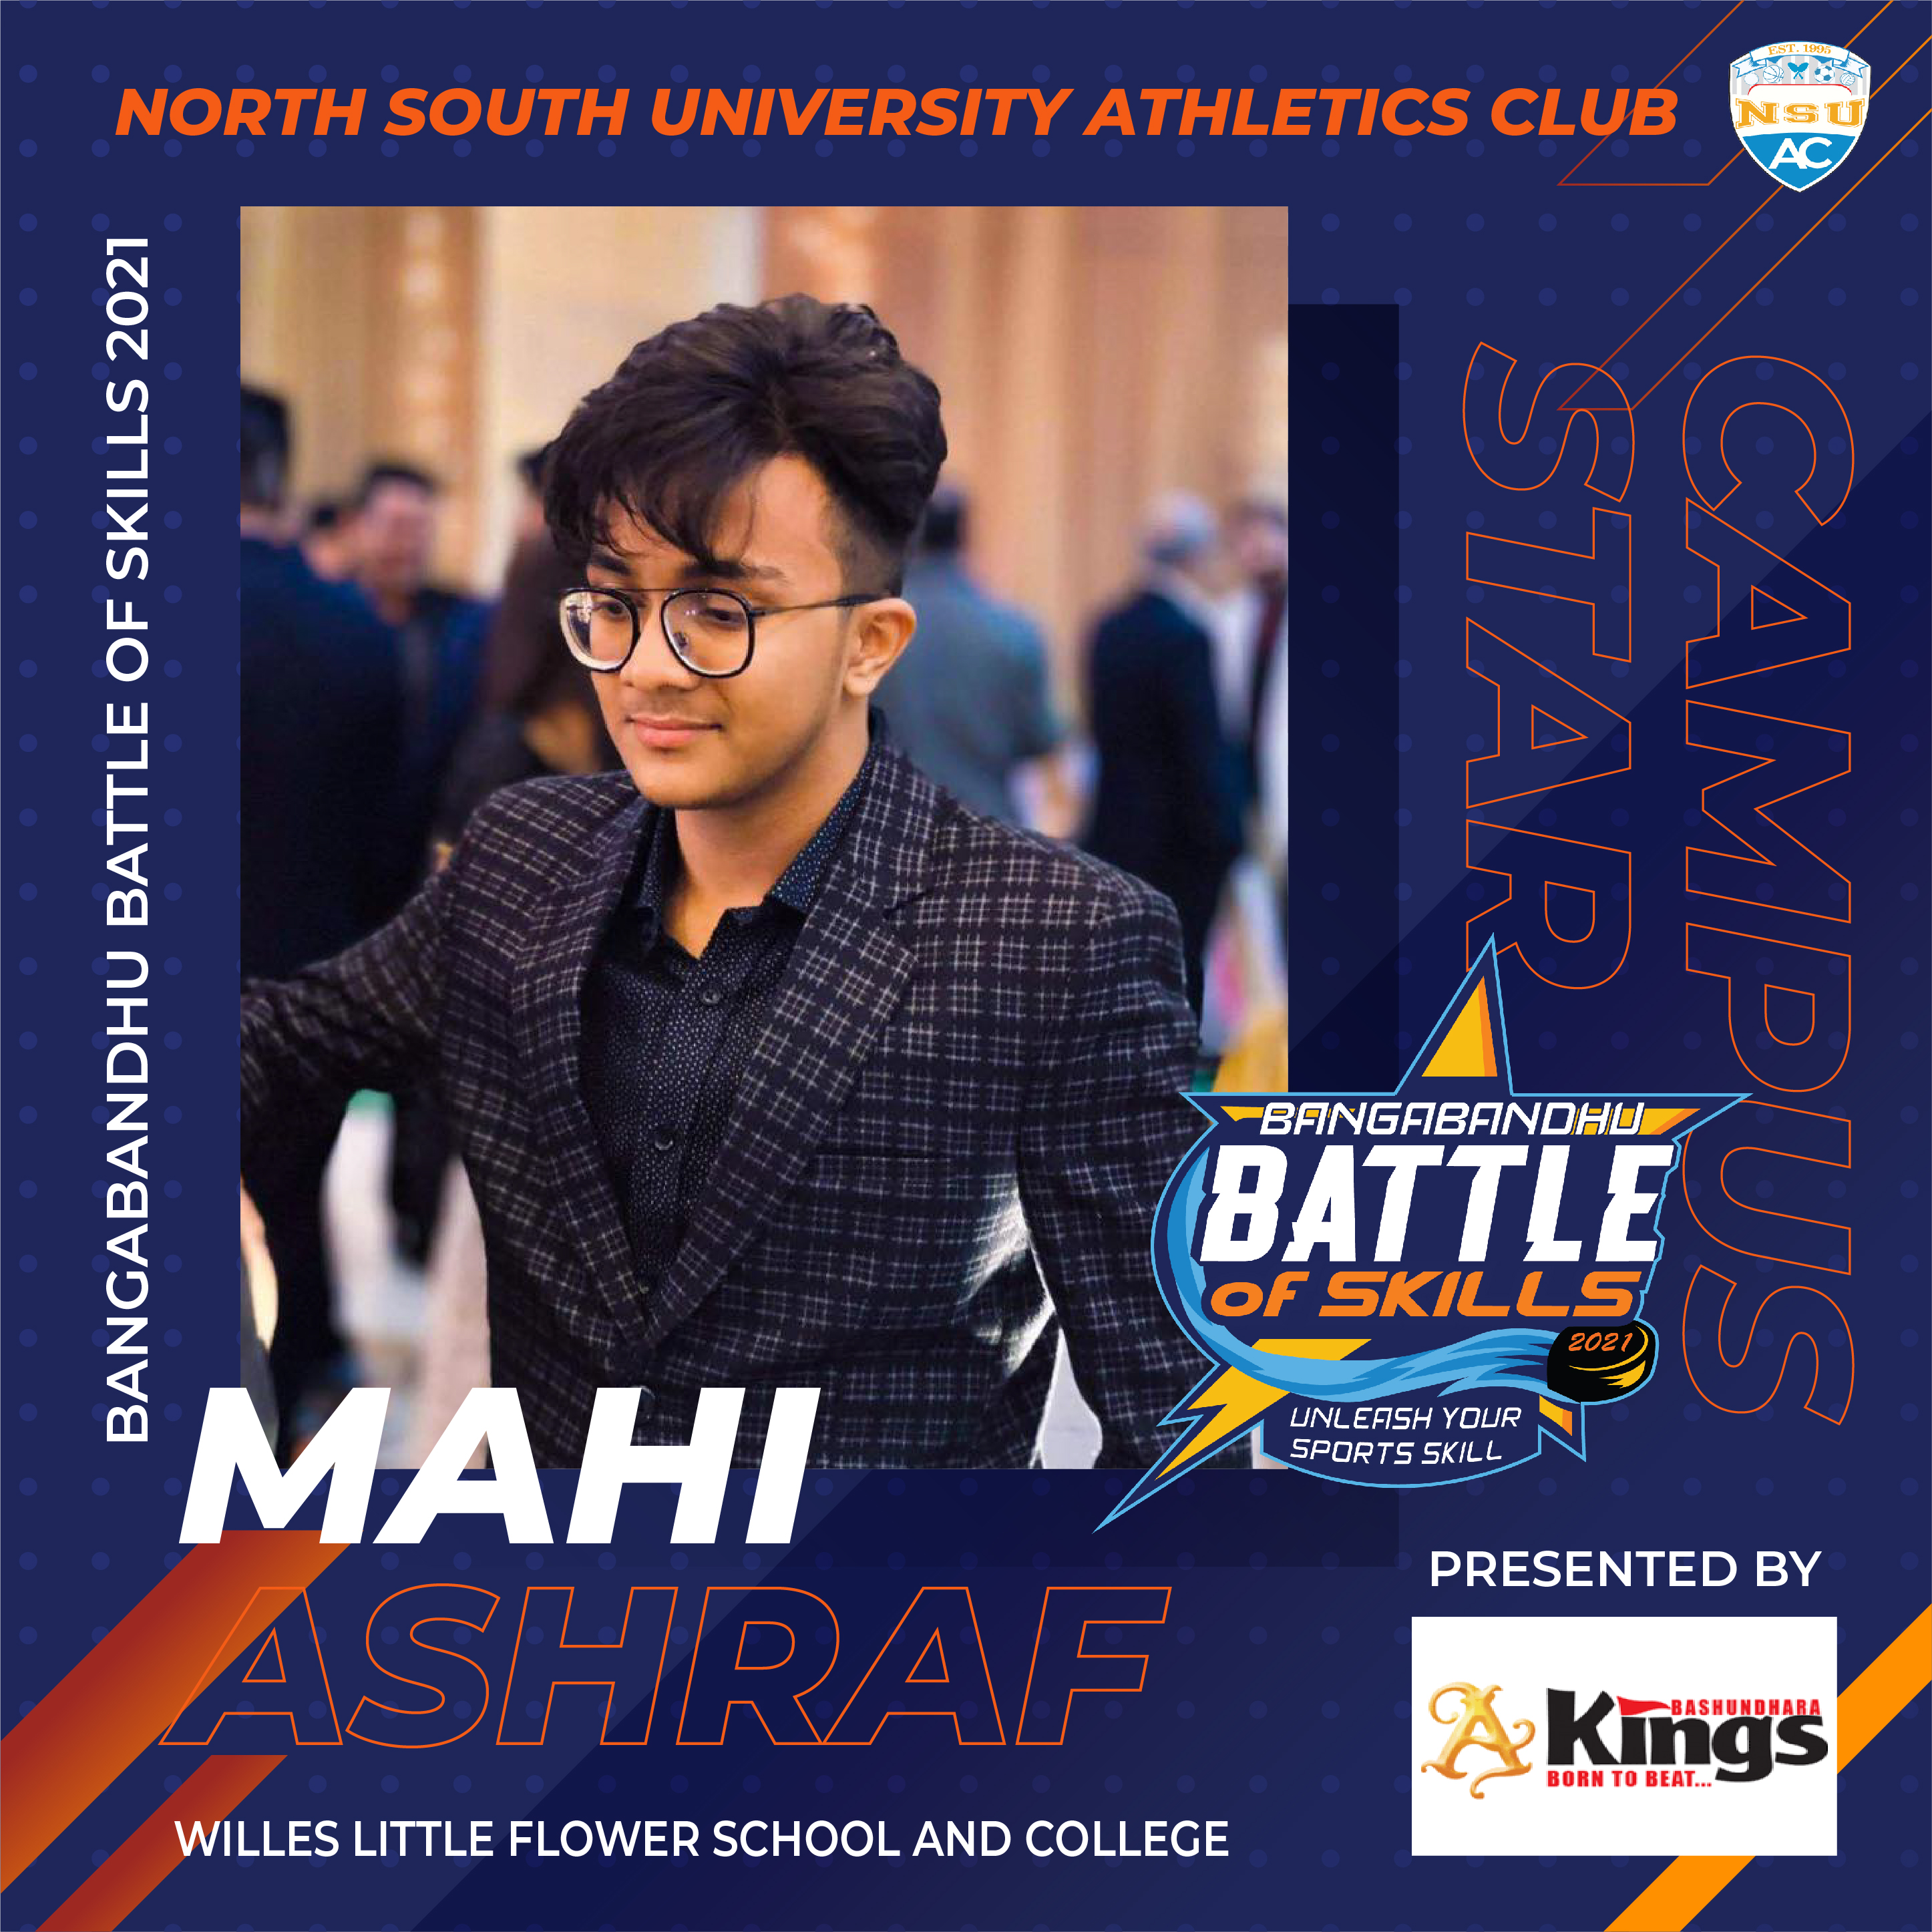 NORTH SOUTH UNIVERSITY ATHLETICS CLUB
EST. 1995
NSU
AC
BANGABANDHU BATTLE OF SKILLS 2021
CAMPUS
STAR
BANGABANDHU
BATTLE
OF SKILLS
2021
UNLEASH YOUR
SPORTS SKILL
MAHI
ASHRAF
WILLES LITTLE FLOWER SCHOOL AND COLLEGE
PRESENTED BY
A
BASHUNDHARA
Kings
BORN TO BEAT...